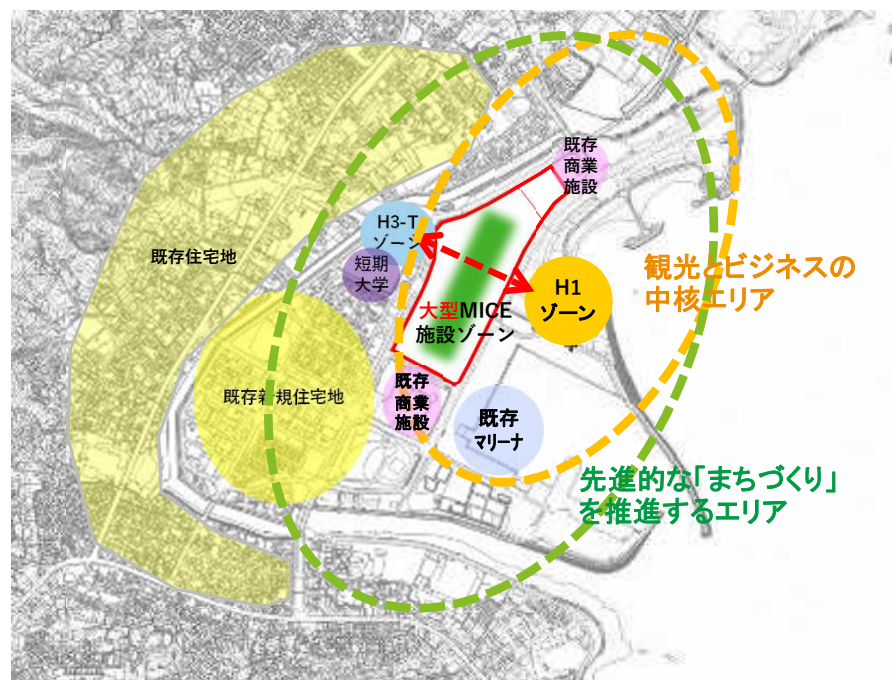 既存
商業
施設
H3-T
ゾーン
短期
大学
既存住宅地
観光とビジネスの
中核エリア
H1
ゾーン
大型MICE
施設ゾーン
既存新規住宅地
既存
商業
施設
既存
マリーナ
先進的な「まちづくり」
を推進するエリア